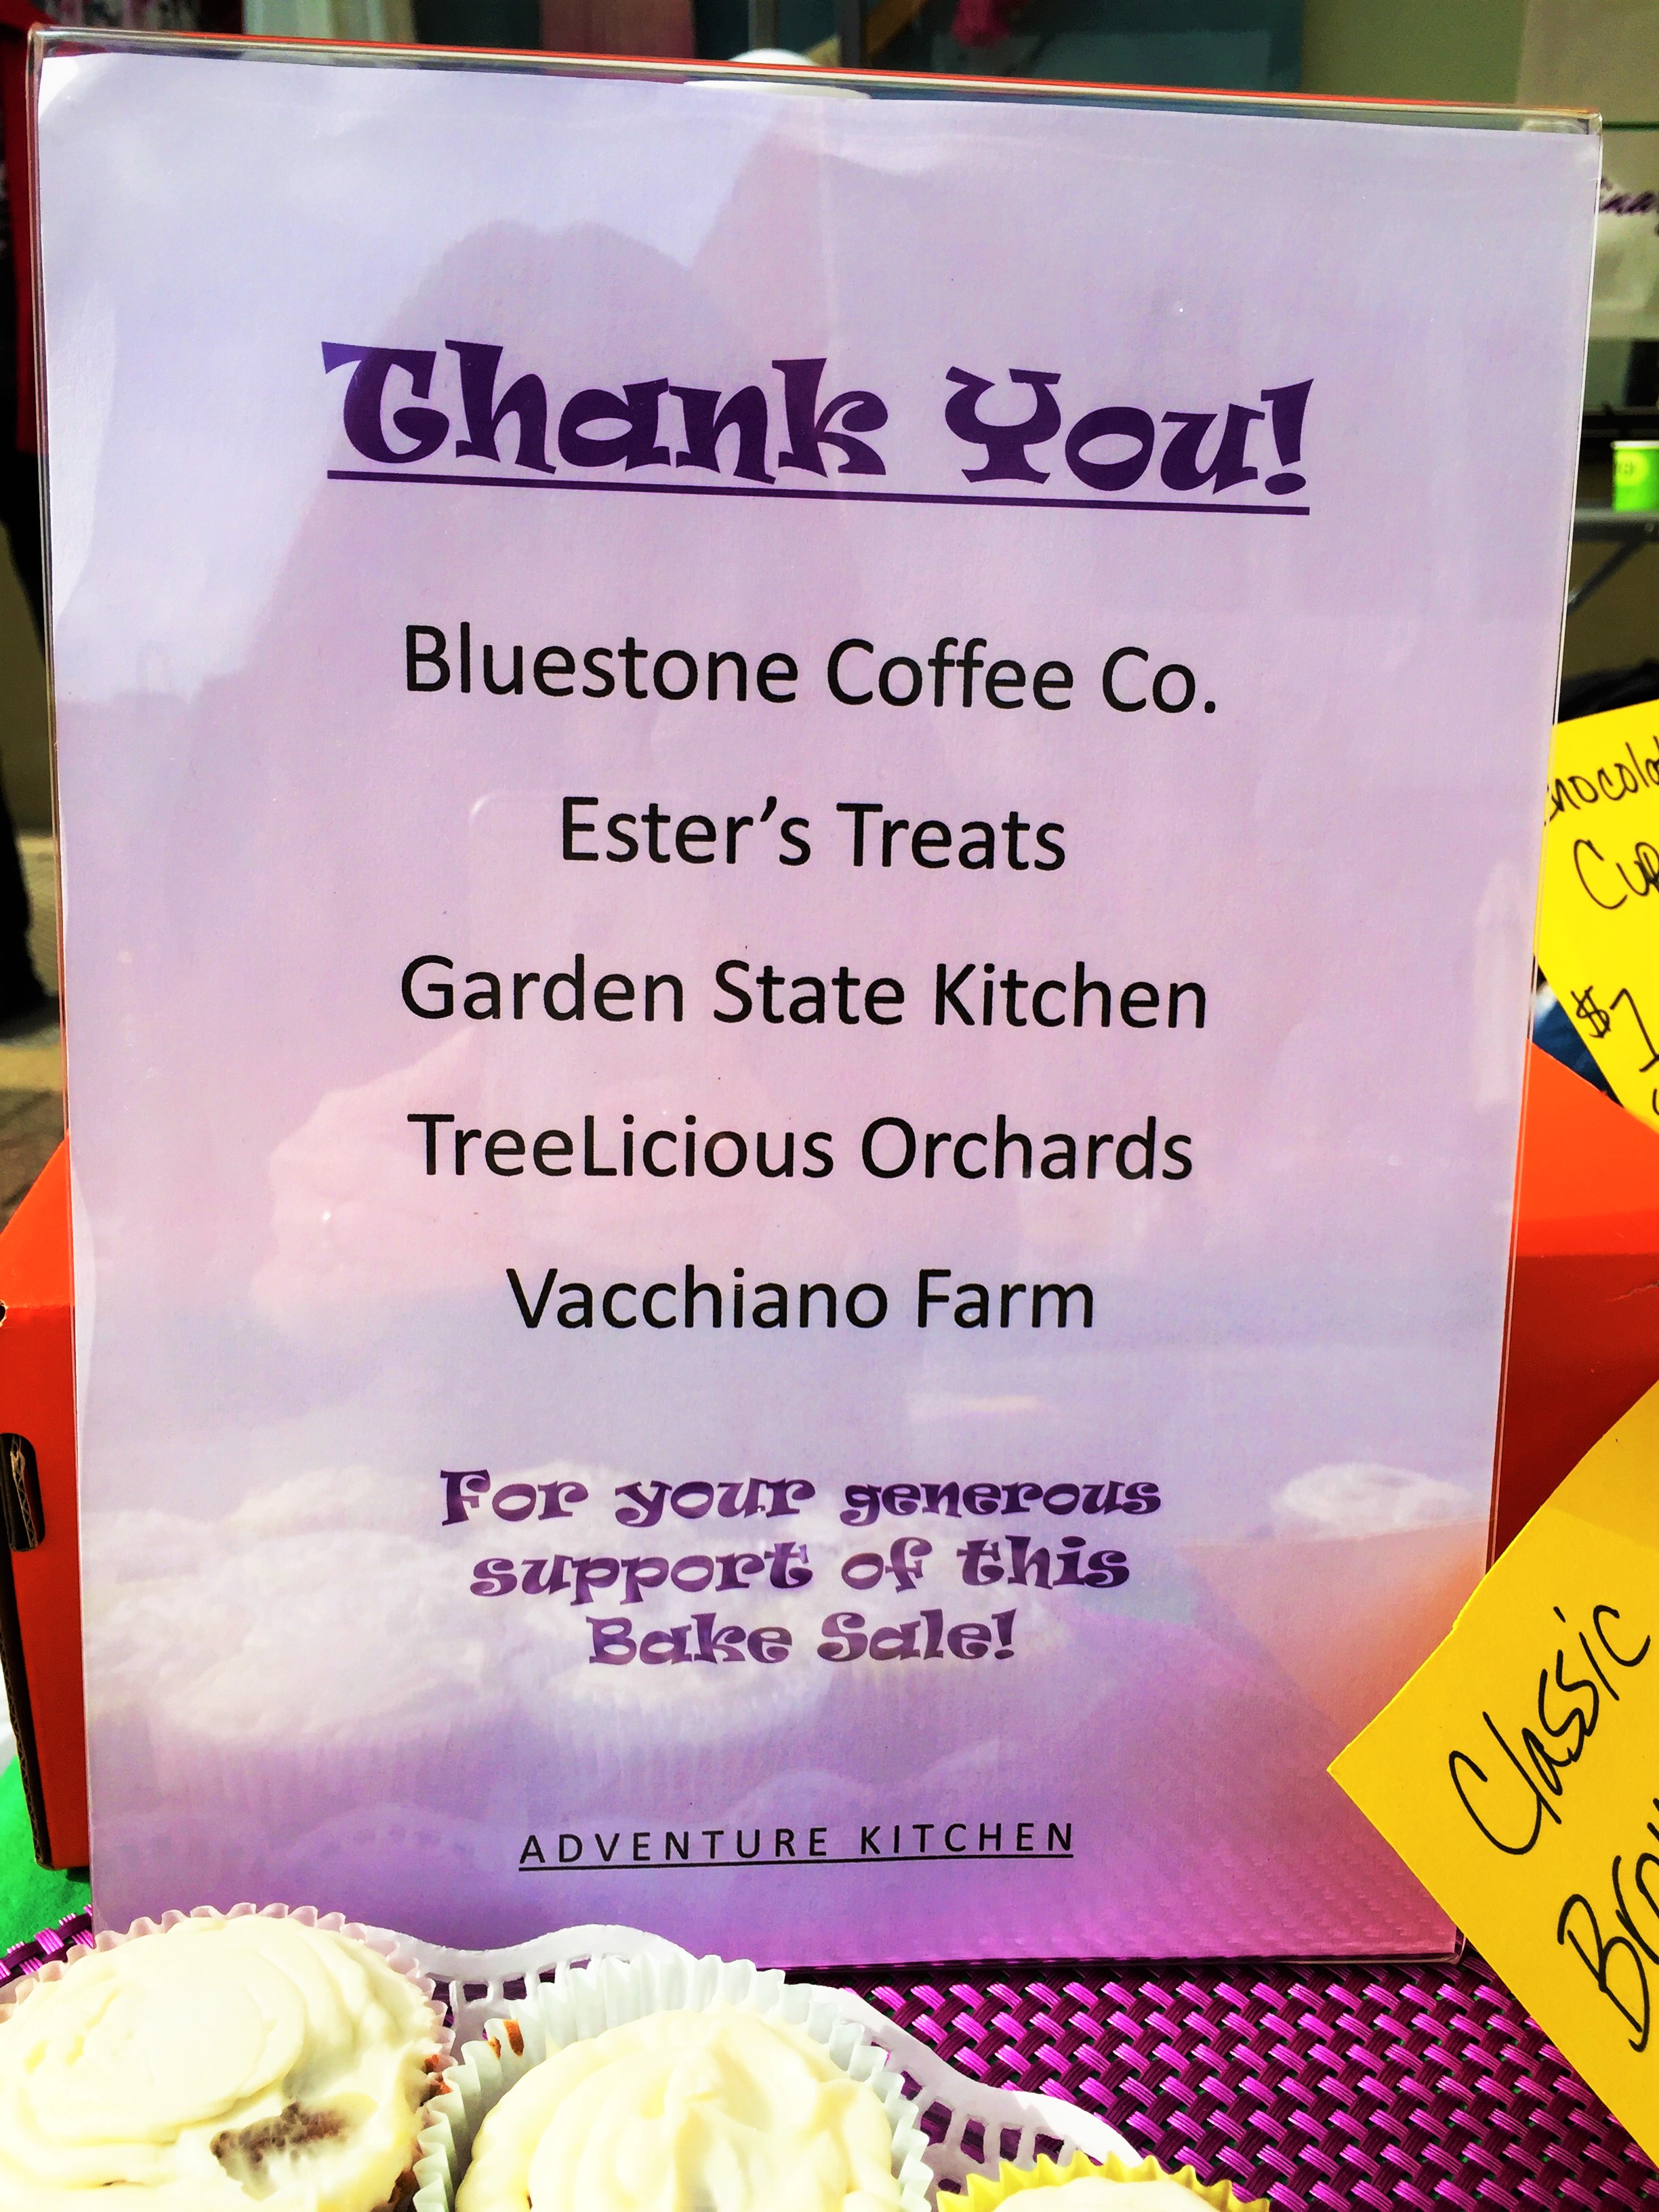 Thank You!
Bluestone Coffee Co.
Ester’s Treats
Garden State Kitchen
TreeLicious Orchards
Vacchiano Farm
For your generous
support of this
Bake Sale!
ADVENTURE KITCHEN
$1
Classic